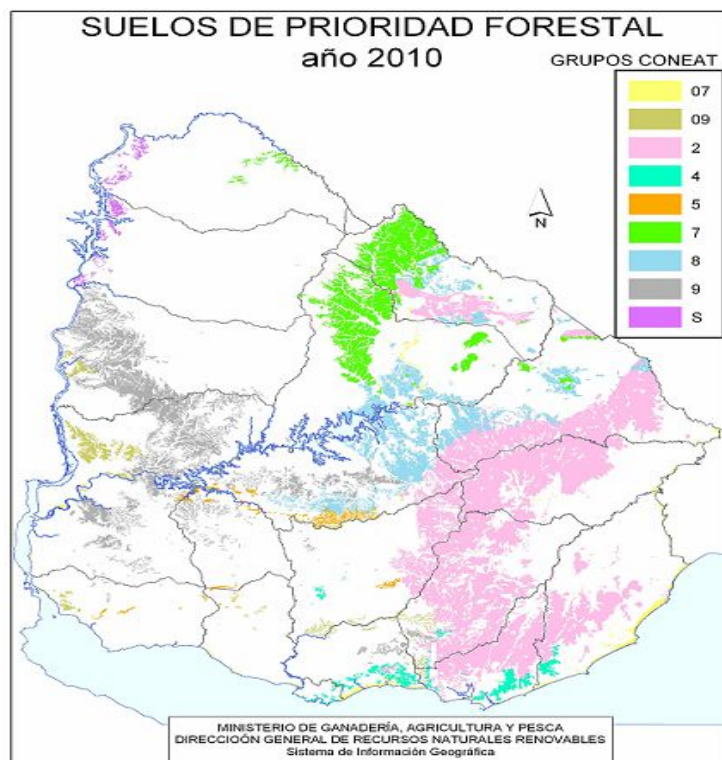 SUELOS DE PRIORIDAD FORESTAL
año 2010
GRUPOS CONEAT
07
09
2
4
5
7
8
9
S
N
MINISTERIO DE GANADERÍA, AGRICULTURA Y PESCA
DIRECCIOÓN GENERAL DE RECURSOS NATURALES RENOVABLES
Sistema de Información Geográfica